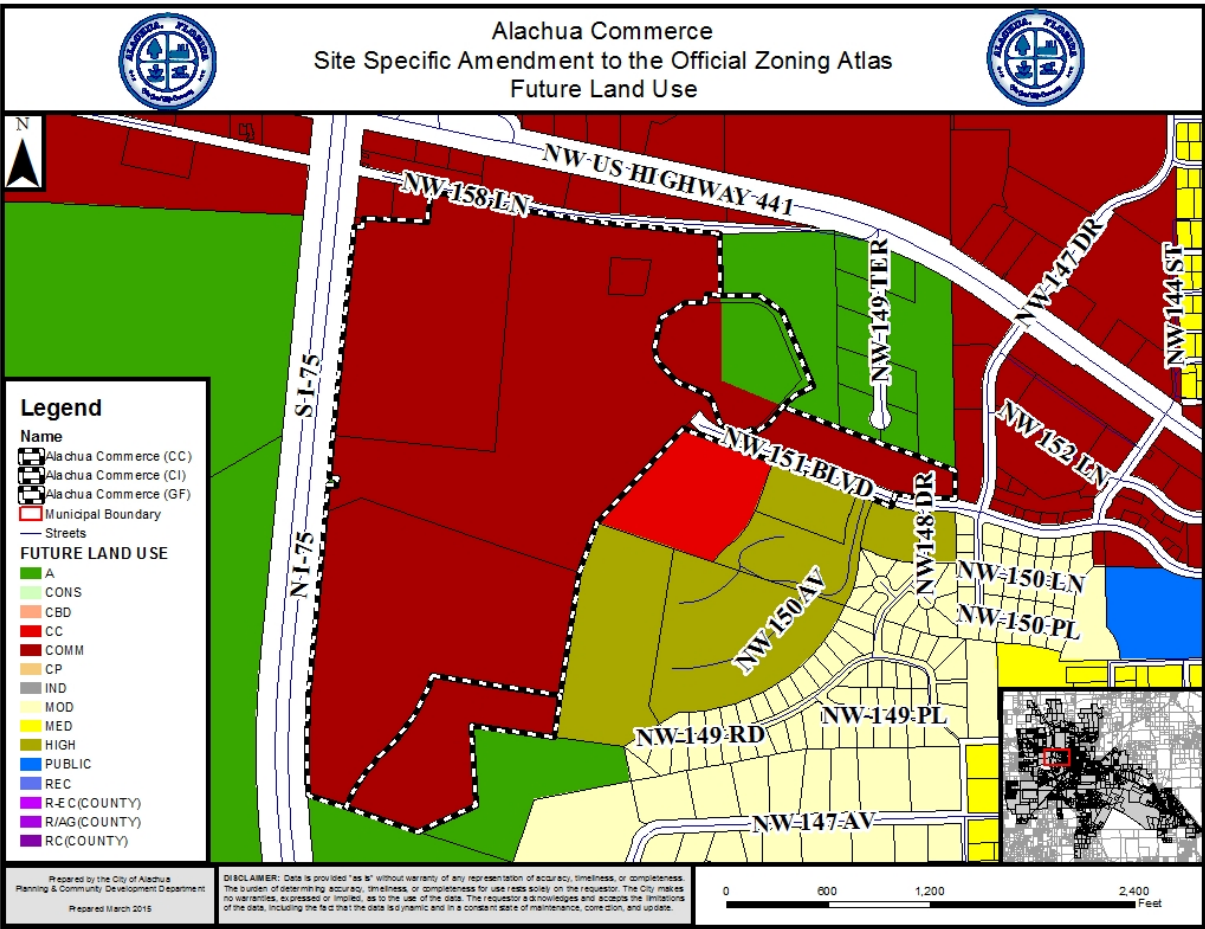 Alachua Commerce
Site Specific Amendment to the Official Zoning Atlas
Future Land Use
ALACHUA, FLORIDA
ALACHUA, FLORIDA
N
NW US HIGHWAY 441
NW 158 LN
NW 147 DR
NW 144 ST
NW 149 TER
S I-75
N I-75
NW 152 LN
NW 151 BLVD
NW 148 DR
NW 150 LN
NW 150 PL
NW 150 AV
NW 149 PL
NW 149 RD
NW 147 AV
Legend
Name
Alachua Commerce (CC)
Alachua Commerce (CI)
Alachua Commerce (GF)
Municipal Boundary
Streets
FUTURE LAND USE
A
CONS
CBD
CC
COMM
CP
IND
MOD
MED
HIGH
PUBLIC
REC
R-EC(COUNTY)
R/AG(COUNTY)
RC(COUNTY)
Prepared by the City of Alachua
Planning & Community Development Department
Prepared March 2015
DISCLAIMER: Data is provided "as is" without warranty of any representation of accuracy, timeliness, or completeness.
The burden of determining accuracy, timeliness, or completeness for use rests solely on the requestor. The City makes
no warranties, expressed or implied, as to the use of the data. The requestor acknowledges and accepts the limitations
of the data, including the fact that the data is dynamic and in a constant state of maintenance, correction, and update.
0 600 1,200 2,400
Feet